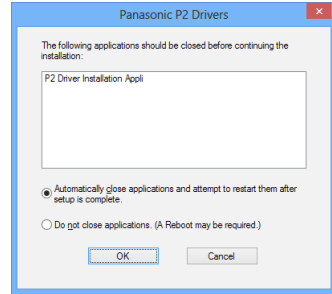 Panasonic P2 Drivers
The following applications should be closed before continuing the
installation:
P2 Driver Installation Appli
Automatically close applications and attempt to restart them after
setup is complete.
Do not close applications. (A Reboot may be required.)
OK
Cancel